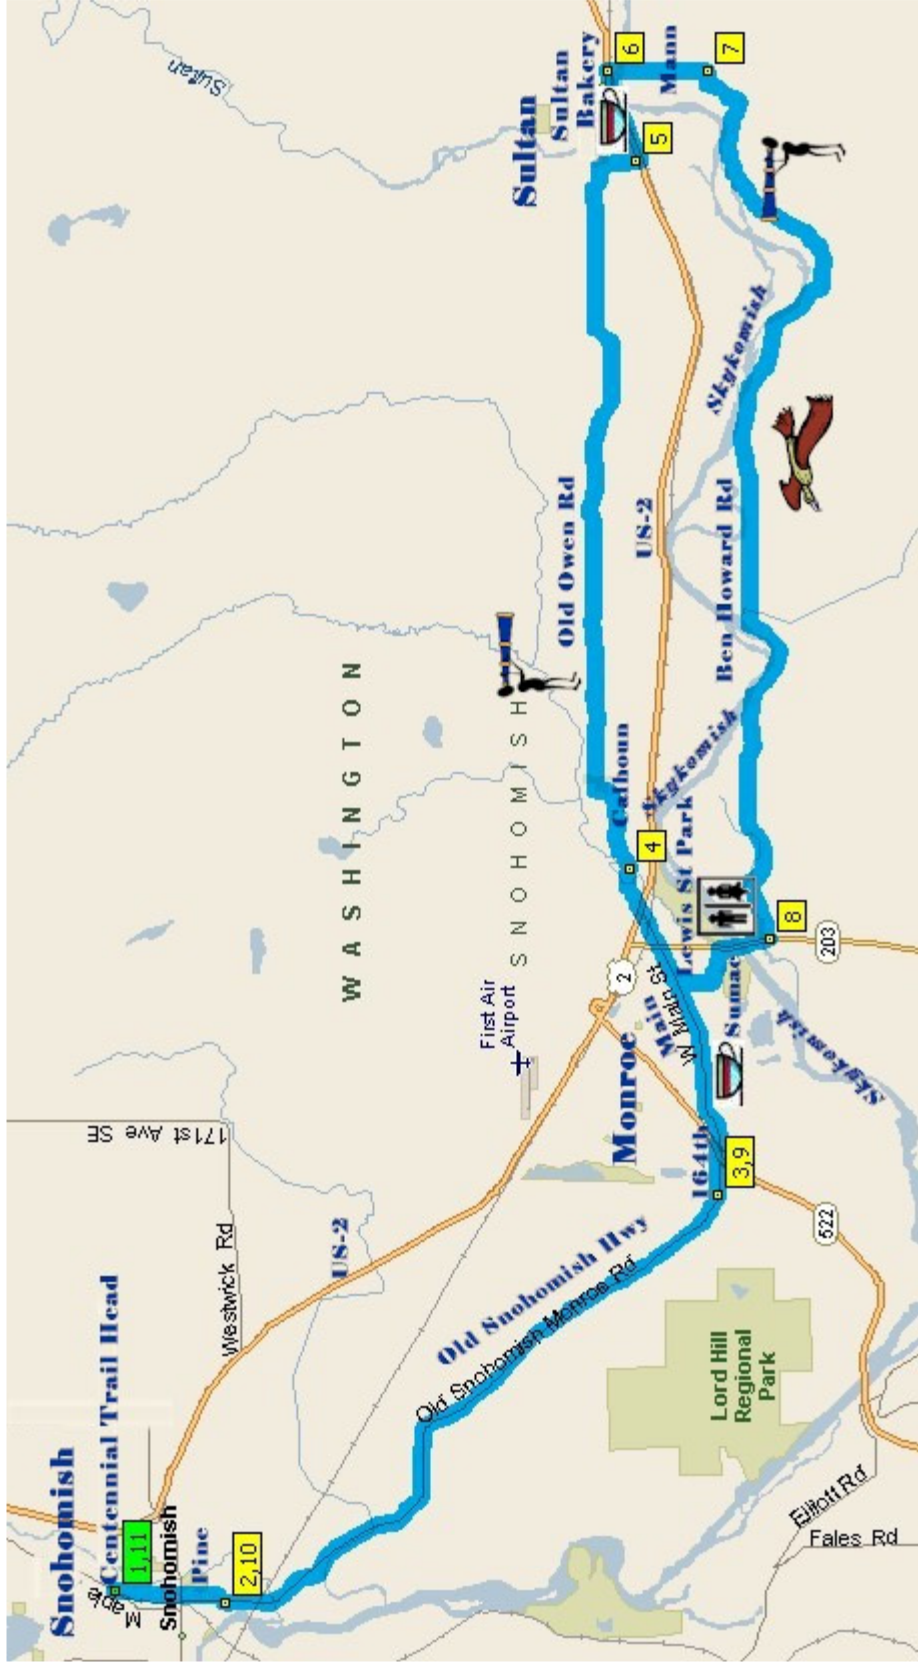 Snohomish
Centennial Trail Head
1,11
Snohomish
Pine
2,10
171st Ave SE
Westwick Rd
US-2
Old Snohomish Hwy
Old Snohomish Monroe Rd
Lord Hill
Regional
Park
Elliott Rd
Fales Rd
522
164th
3,9
Monroe
Main
W Main St
Sumac
Lewis St Park
First Air
Airport
2
203
8
4
Calhoun
WASHINGTON
SNOHOMISH
Old Owen Rd
US-2
Ben Howard Rd
Skykomish
Skykomish
Skykomish
Sultan
Sultan
Sultan
Bakery
5
6
Mann
7